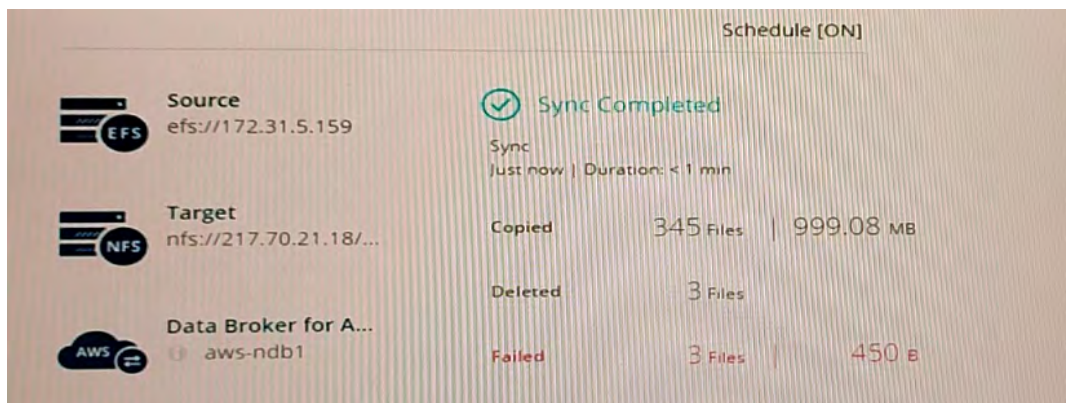 Schedule [ON]
Source
efs://172.31.5.159
EFS
Sync Completed
Sync
Just now | Duration: < 1 min
Target
nfs://217.70.21.18/...
NFS
Copied 345 Files | 999.08 MB
Deleted 3 Files
Data Broker for A...
aws-ndb1
AWS
Failed 3 Files | 450 B